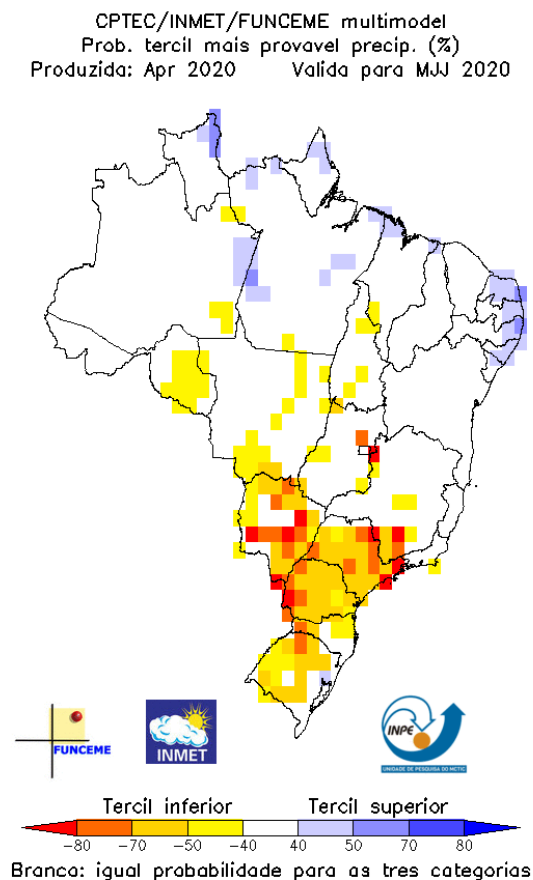 CPTEC/INMET/FUNCEME multimodel
Prob. tercil mais provavel precip. (%)
Produzida: Apr 2020 Valida para MJJ 2020
FUNCEME
INMET
INPE
UNIDADE DE PESQUISA DO MCTIC
Tercil inferior Tercil superior
-80 -70 -50 -40 40 50 70 80
Branca: igual probabilidade para as tres categorias